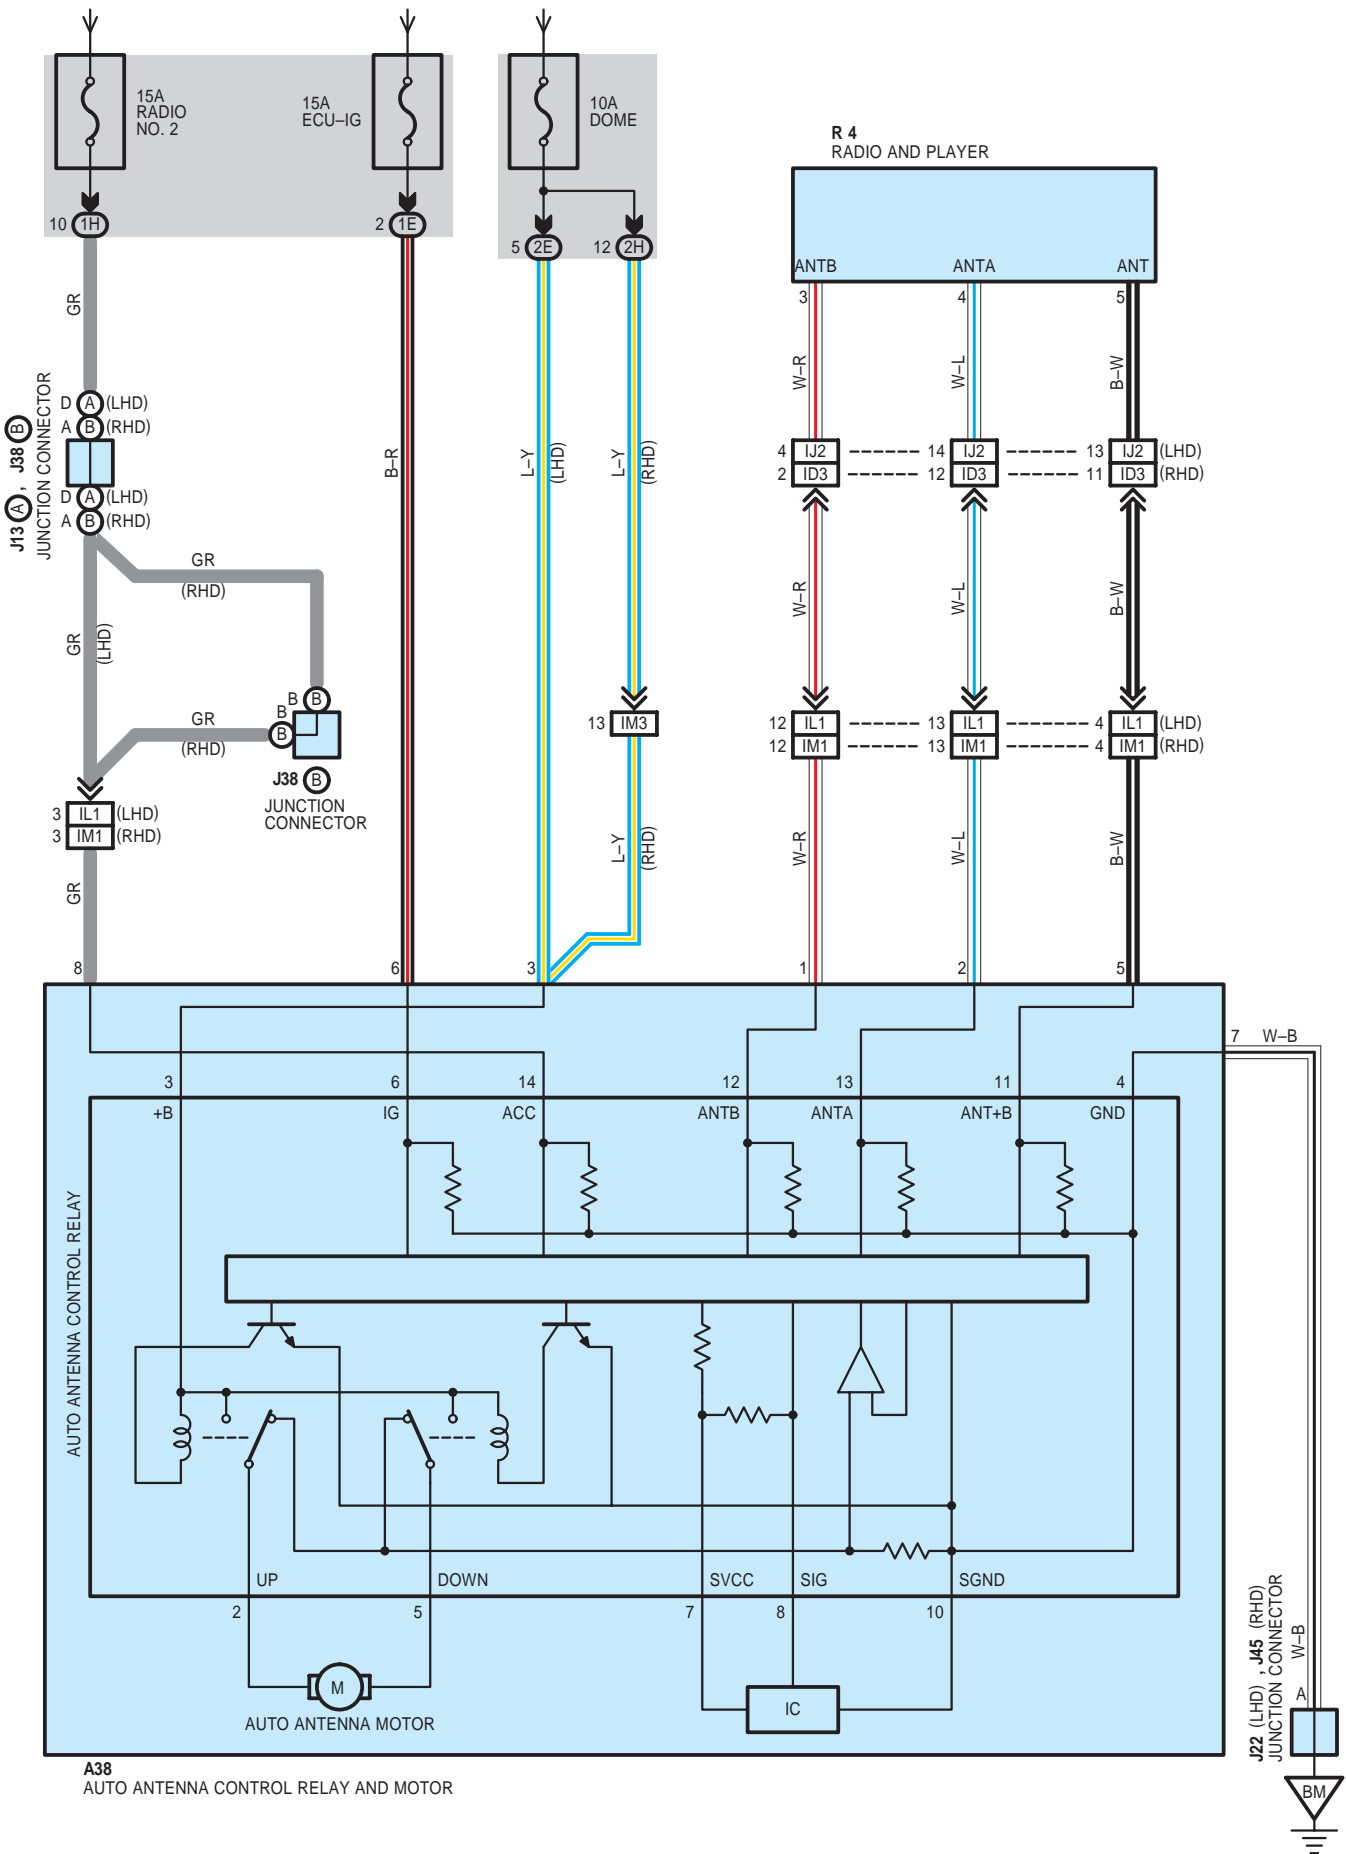 15A
RADIO
NO. 2
15A
ECU–IG
10A
DOME
R 4
RADIO AND PLAYER
10 1H
2 1E
5 2E
12 2H
ANTB ANTA ANT
3 4 5
GR
W–R
W–L
B–W
D A (LHD)
A B (RHD)
J13 A , J38 B
JUNCTION CONNECTOR
D A (LHD)
A B (RHD)
B–R
L–Y
(LHD)
L–Y
(RHD)
4 IJ2 14 IJ2 13 IJ2 (LHD)
2 ID3 12 ID3 11 ID3 (RHD)
GR
(RHD)
GR
(LHD)
W–R
W–L
B–W
B B
B
B
GR
(RHD)
J38 B
JUNCTION
CONNECTOR
13 IM3
12 IL1 13 IL1 4 IL1 (LHD)
12 IM1 13 IM1 4 IM1 (RHD)
3 IL1 (LHD)
3 IM1 (RHD)
GR
L–Y
(RHD)
W–R
W–L
B–W
8 6 3 1 2 5
7 W–B
3 6 14 12 13 11 4
+B IG ACC ANTB ANTA ANT+B GND
AUTO ANTENNA CONTROL RELAY
UP DOWN SVCC SIG SGND
2 5 7 8 10
M
AUTO ANTENNA MOTOR
IC
A38
AUTO ANTENNA CONTROL RELAY AND MOTOR
J22 (LHD) , J45 (RHD)
JUNCTION CONNECTOR
W–B
A
BM